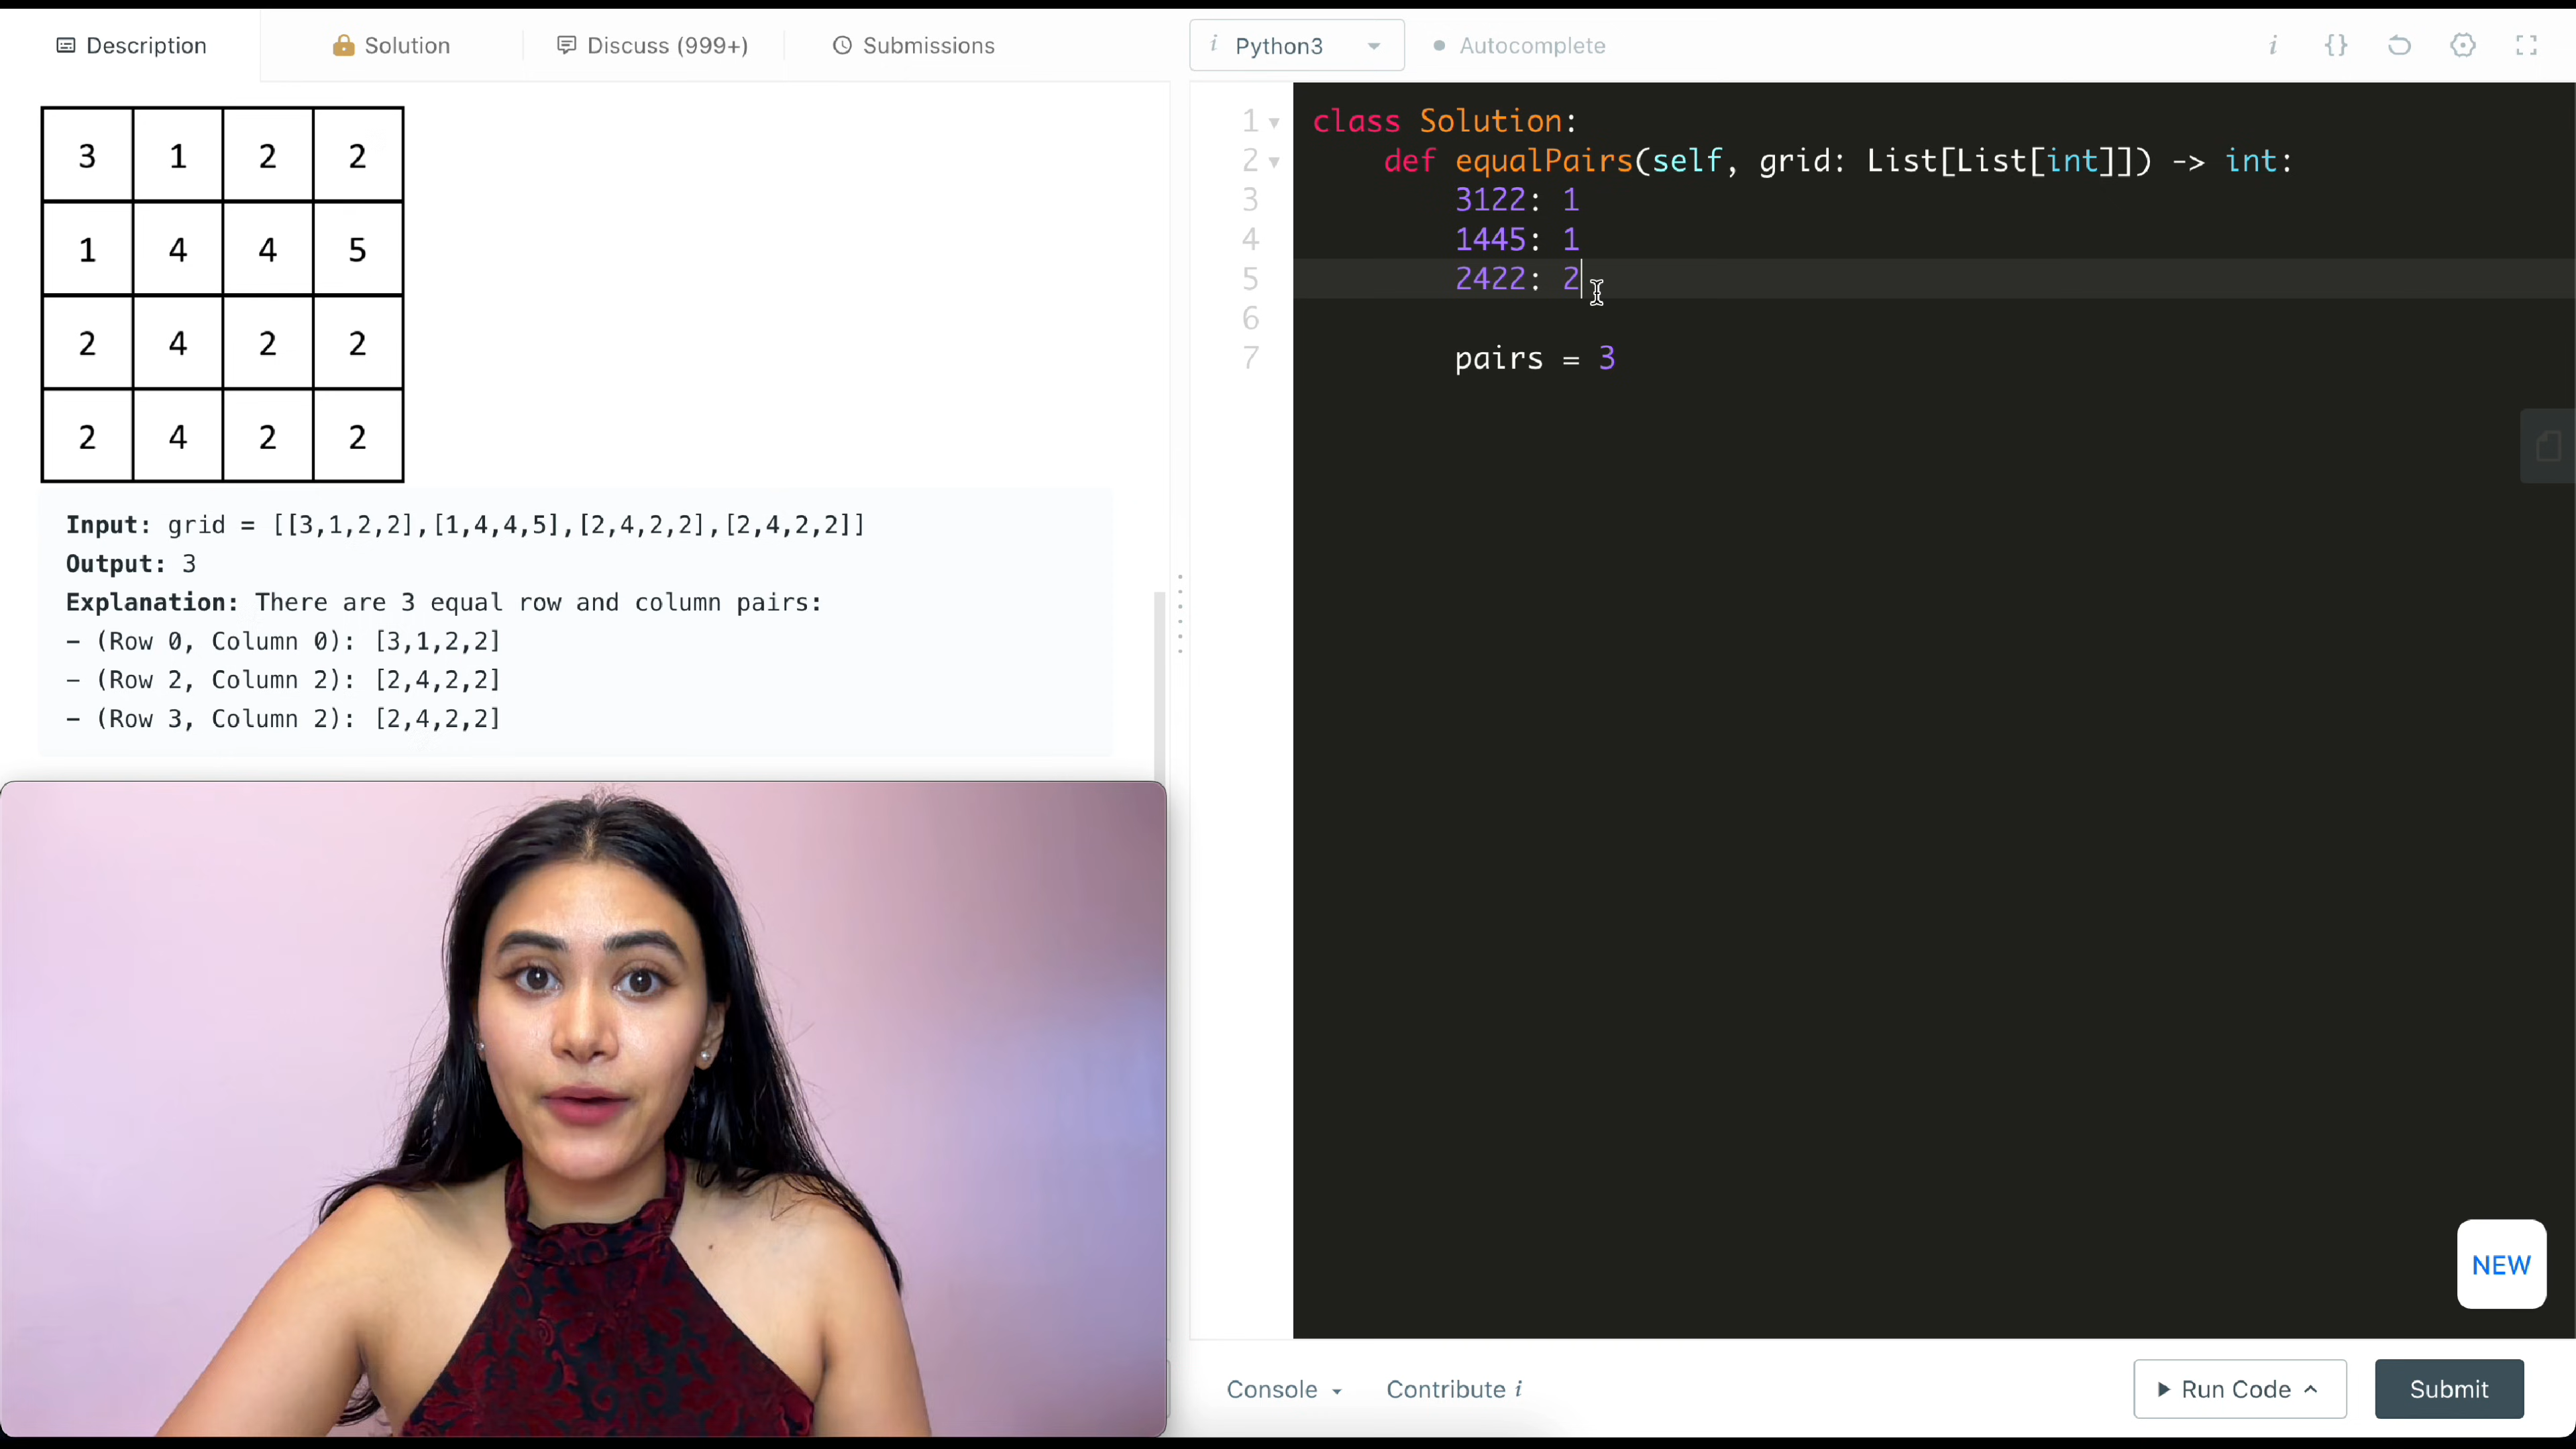 Description
Solution
Discuss (999+)
Submissions
3 1 2 2
1 4 4 5
2 4 2 2
2 4 2 2
Input: grid = [[3,1,2,2],[1,4,4,5],[2,4,2,2],[2,4,2,2]]
Output: 3
Explanation: There are 3 equal row and column pairs:
- (Row 0, Column 0): [3,1,2,2]
- (Row 2, Column 2): [2,4,2,2]
- (Row 3, Column 2): [2,4,2,2]
i Python3
Autocomplete
i {}
1 class Solution:
2 def equalPairs(self, grid: List[List[int]]) -> int:
3 3122: 1
4 1445: 1
5 2422: 2
6
7 pairs = 3
NEW
Console
Contribute i
Run Code
Submit